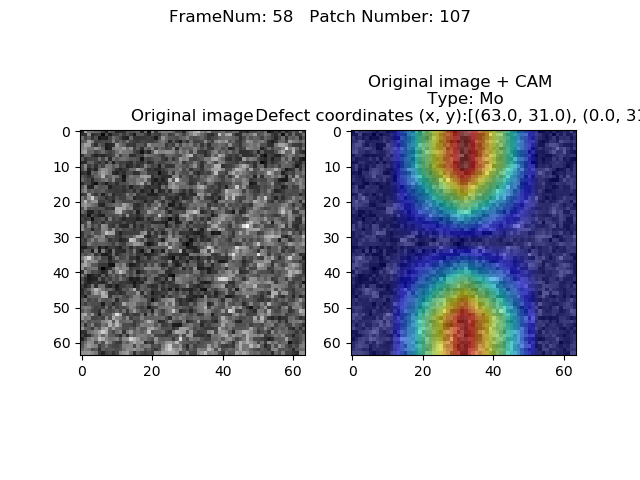 FrameNum: 58   Patch Number: 107
Original image + CAM
Type: Mo
Original image
Defect coordinates (x, y):[(63.0, 31.0), (0.0, 31
0
10
20
30
40
50
60
0 20 40 60
0
10
20
30
40
50
60
0 20 40 60